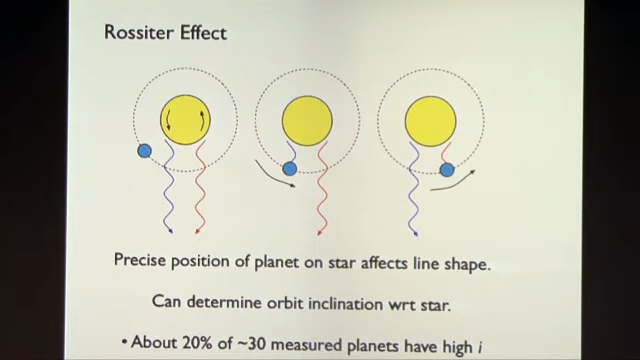 Rossiter Effect
Precise position of planet on star affects line shape.
Can determine orbit inclination wrt star.
• About 20% of ~30 measured planets have high i